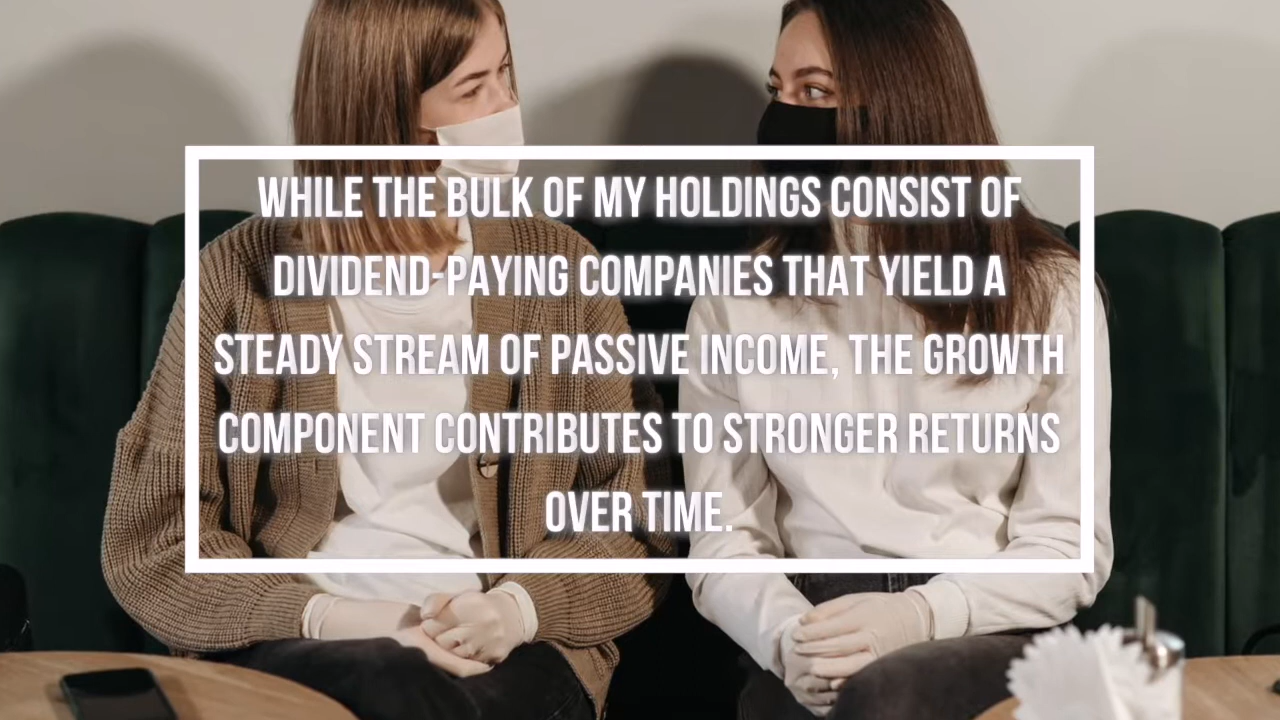 WHILE THE BULK OF MY HOLDINGS CONSIST OF
DIVIDEND-PAYING COMPANIES THAT YIELD A
STEADY STREAM OF PASSIVE INCOME, THE GROWTH
COMPONENT CONTRIBUTES TO STRONGER RETURNS
OVER TIME.